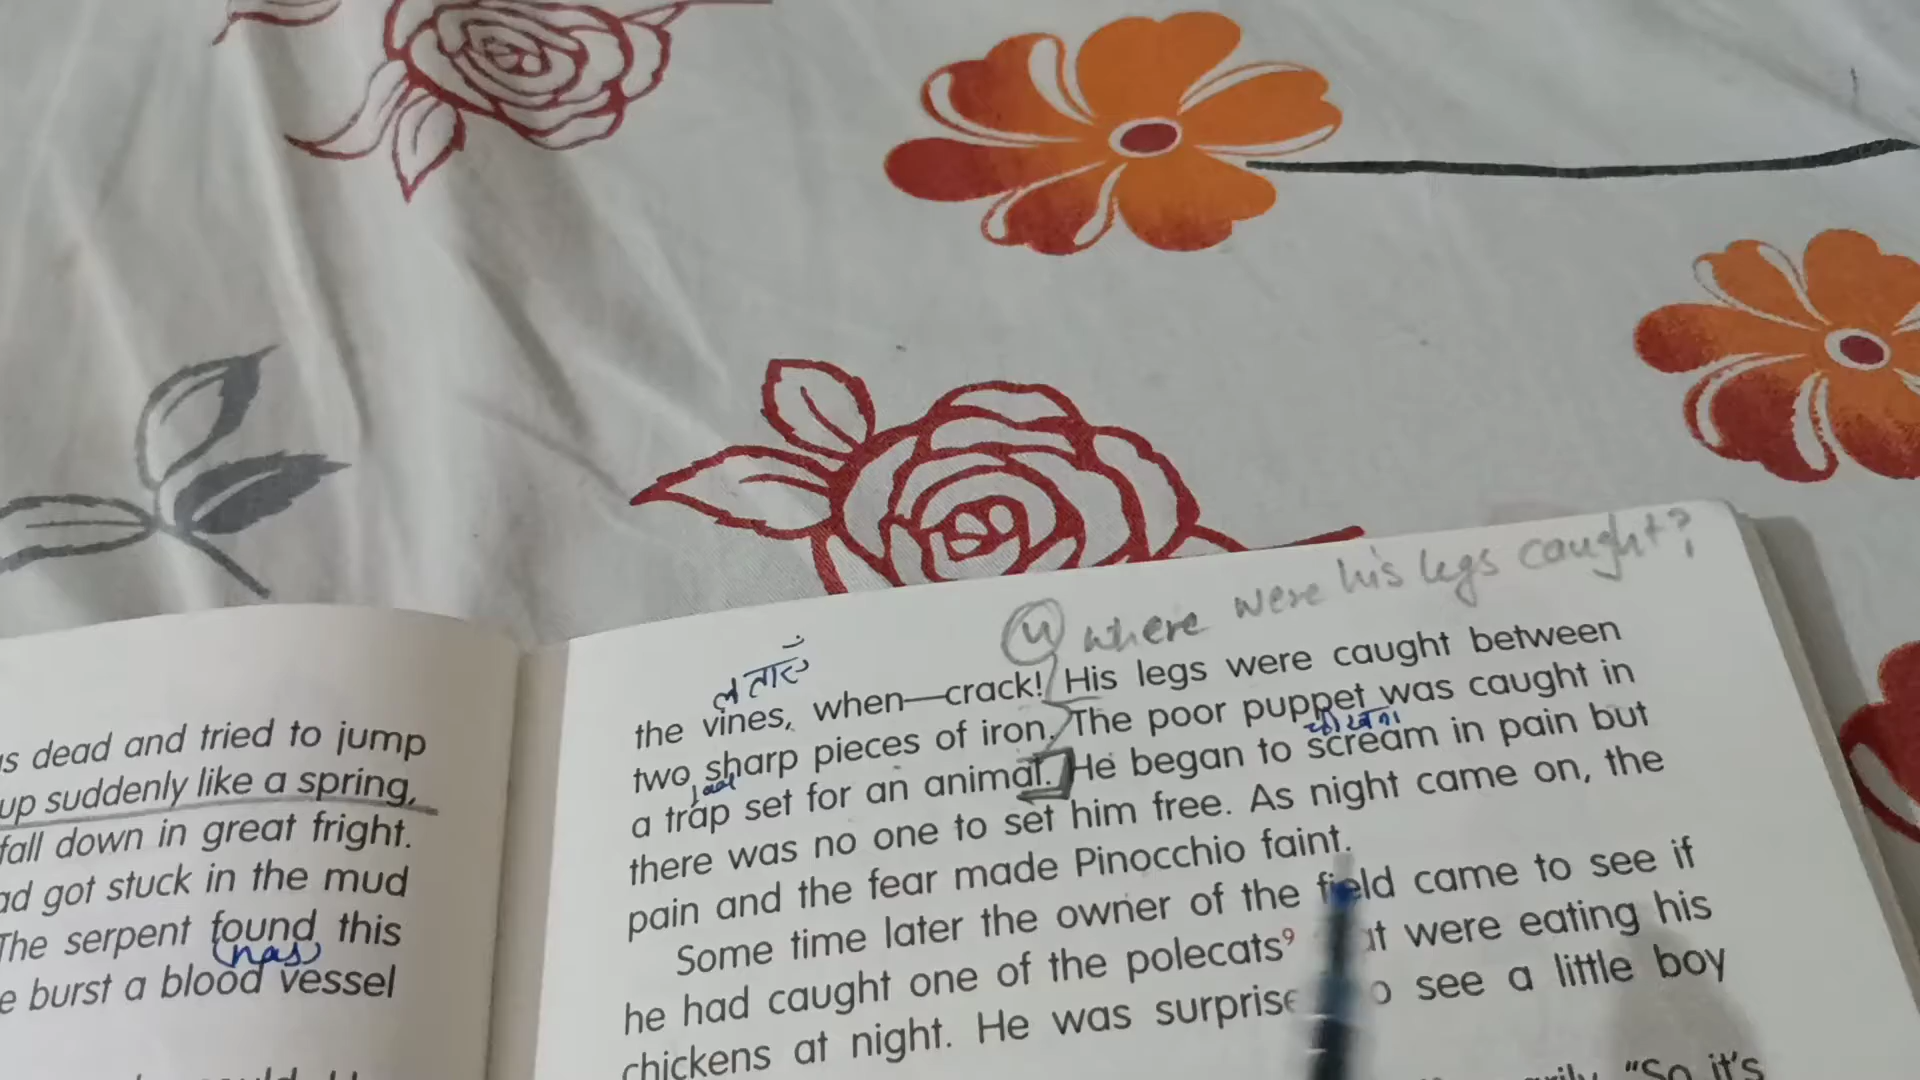 s dead and tried to jump
up suddenly like a spring,
fall down in great fright.
ad got stuck in the mud
The serpent found this
(nas)
e burst a blood vessel
(4) where were his legs caught?
लताएं
the vines, when—crack! His legs were caught between
two sharp pieces of iron. The poor puppet was caught in
a trap set for an animal. He began to scream in pain but
there was no one to set him free. As night came on, the
pain and the fear made Pinocchio faint.
Some time later the owner of the field came to see if
he had caught one of the polecats⁹ at were eating his
chickens at night. He was surprise o see a little boy
"So it's